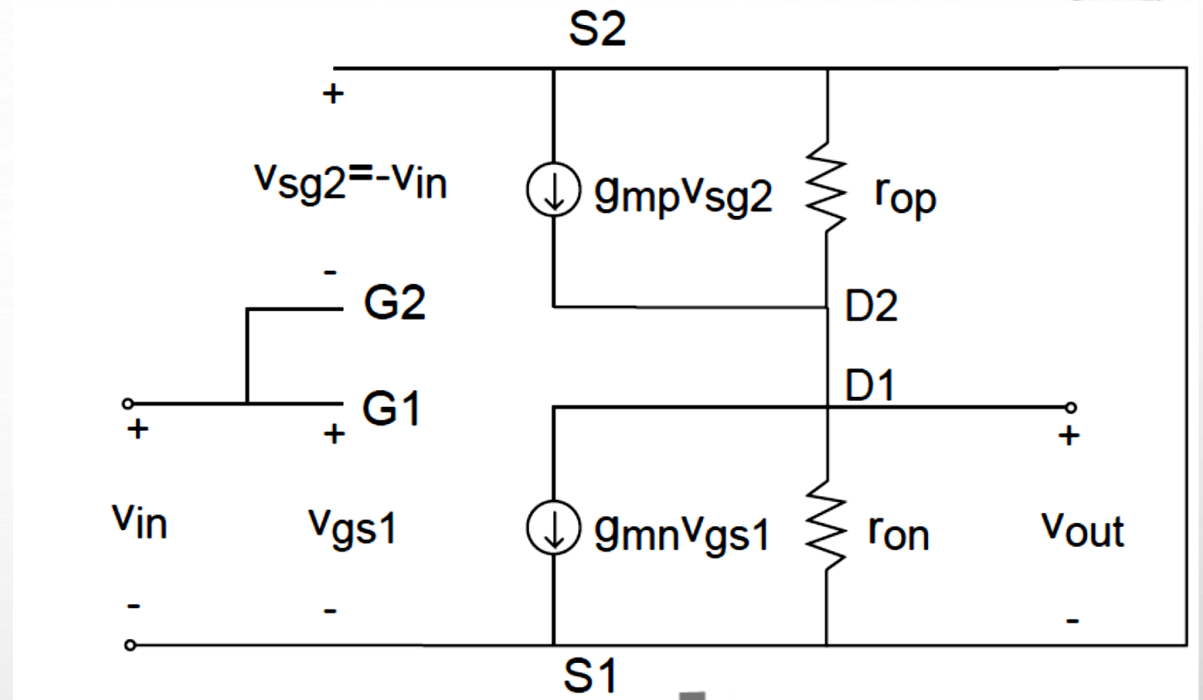 S2
+
vsg2=-vin
gmpvsg2
rop
-
G2
D2
D1
G1
+
+
+
vin
vgs1
gmnvgs1
ron
vout
-
-
-
S1